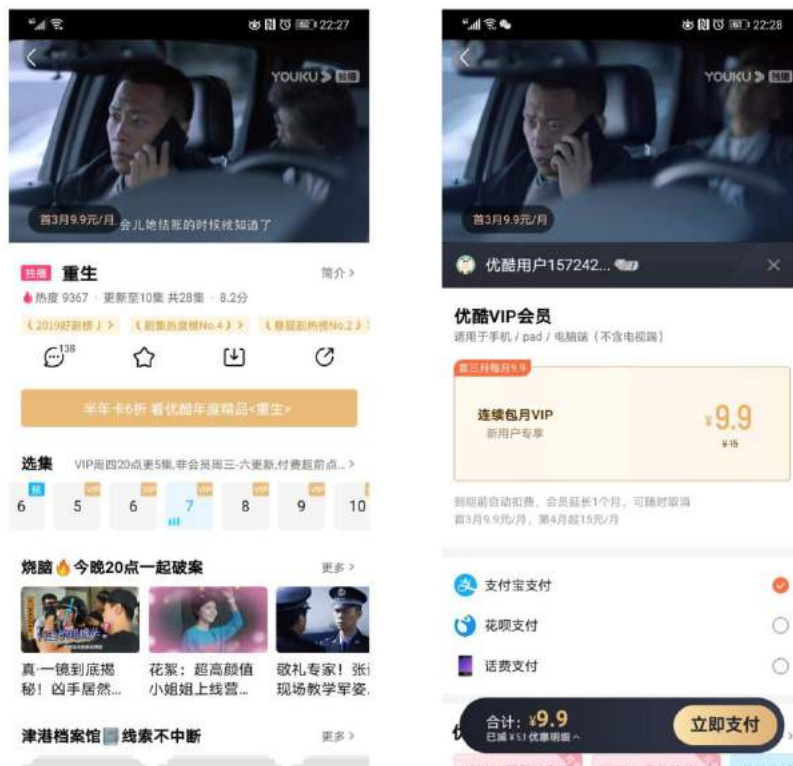 22:27
YOUKU 独播
首3月9.9元/月
会儿她结账的时候就知道了
独播 重生
简介 >
热度 9367 · 更新至10集 共28集 · 8.2分
《2019好剧榜》>
《剧集热度榜No.4》>
《悬疑剧热榜No.2》
138
半年卡6折 看优酷年度精品<重生>
选集 VIP周四20点更5集,非会员周三-六更新,付费超前点... >
6 预
5 VIP
6 VIP
7 VIP
8 VIP
9 VIP
10
烧脑🔥今晚20点一起破案
更多 >
真·一镜到底揭秘！凶手居然...
花絮：超高颜值小姐姐上线营...
敬礼专家！张
现场教学军姿.
津港档案馆 线索不中断
更多 >
22:28
YOUKU 独播
首3月9.9元/月
优酷用户157242...
优酷VIP会员
适用于手机 / pad / 电脑端（不含电视端）
首三月每月9.9
连续包月VIP
新用户专享
¥9.9
¥15
到期前自动扣费，会员延长1个月，可随时取消
首3月9.9元/月，第4月起15元/月
支付宝支付
花呗支付
话费支付
合计：¥9.9
已减¥5.1优惠明细
立即支付